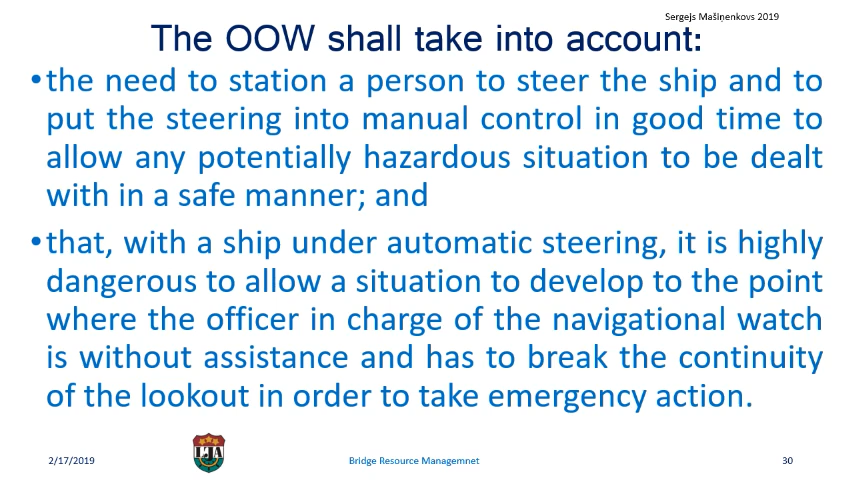 Sergejs Mašiņenkovs 2019
The OOW shall take into account:
•the need to station a person to steer the ship and to
put the steering into manual control in good time to
allow any potentially hazardous situation to be dealt
with in a safe manner; and
•that, with a ship under automatic steering, it is highly
dangerous to allow a situation to develop to the point
where the officer in charge of the navigational watch
is without assistance and has to break the continuity
of the lookout in order to take emergency action.
2/17/2019
LJA
Bridge Resource Managemnet
30